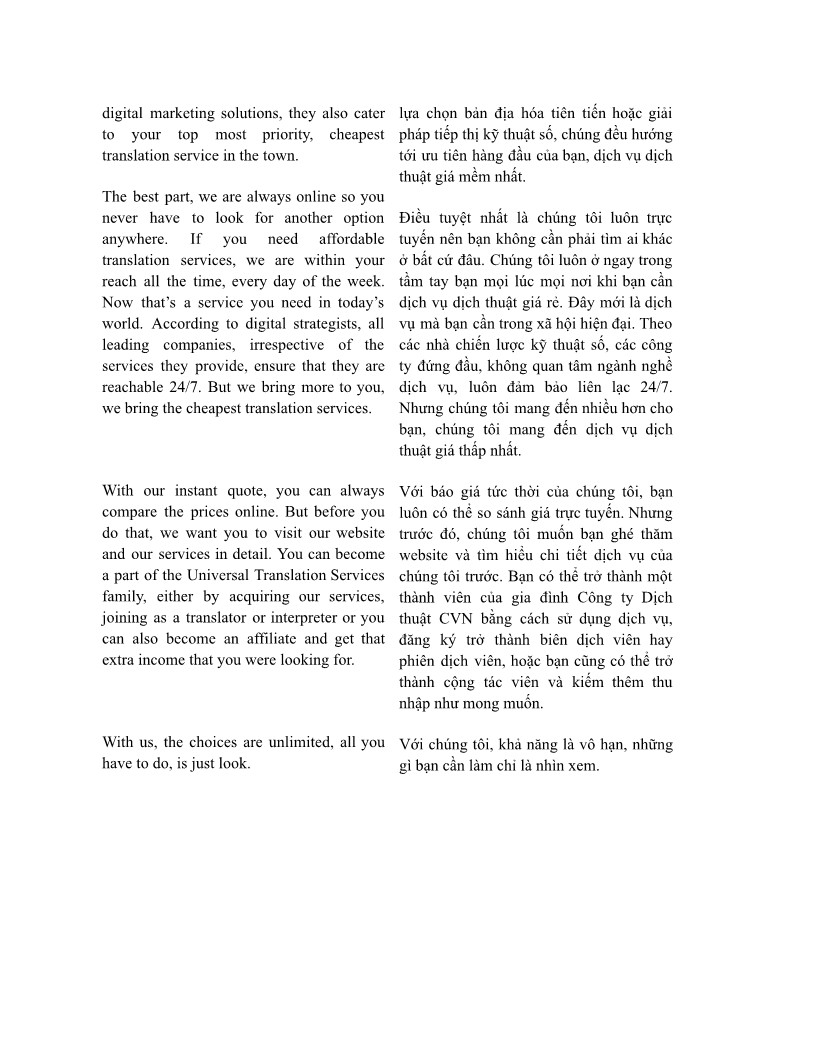 digital marketing solutions, they also cater
to your top most priority, cheapest
translation service in the town.
The best part, we are always online so you
never have to look for another option
anywhere. If you need affordable
translation services, we are within your
reach all the time, every day of the week.
Now that’s a service you need in today’s
world. According to digital strategists, all
leading companies, irrespective of the
services they provide, ensure that they are
reachable 24/7. But we bring more to you,
we bring the cheapest translation services.
With our instant quote, you can always
compare the prices online. But before you
do that, we want you to visit our website
and our services in detail. You can become
a part of the Universal Translation Services
family, either by acquiring our services,
joining as a translator or interpreter or you
can also become an affiliate and get that
extra income that you were looking for.
With us, the choices are unlimited, all you
have to do, is just look.
lựa chọn bản địa hóa tiên tiến hoặc giải
pháp tiếp thị kỹ thuật số, chúng đều hướng
tới ưu tiên hàng đầu của bạn, dịch vụ dịch
thuật giá mềm nhất.
Điều tuyệt nhất là chúng tôi luôn trực
tuyến nên bạn không cần phải tìm ai khác
ở bất cứ đâu. Chúng tôi luôn ở ngay trong
tầm tay bạn mọi lúc mọi nơi khi bạn cần
dịch vụ dịch thuật giá rẻ. Đây mới là dịch
vụ mà bạn cần trong xã hội hiện đại. Theo
các nhà chiến lược kỹ thuật số, các công
ty đứng đầu, không quan tâm ngành nghề
dịch vụ, luôn đảm bảo liên lạc 24/7.
Nhưng chúng tôi mang đến nhiều hơn cho
bạn, chúng tôi mang đến dịch vụ dịch
thuật giá thấp nhất.
Với báo giá tức thời của chúng tôi, bạn
luôn có thể so sánh giá trực tuyến. Nhưng
trước đó, chúng tôi muốn bạn ghé thăm
website và tìm hiểu chi tiết dịch vụ của
chúng tôi trước. Bạn có thể trở thành một
thành viên của gia đình Công ty Dịch
thuật CVN bằng cách sử dụng dịch vụ,
đăng ký trở thành biên dịch viên hay
phiên dịch viên, hoặc bạn cũng có thể trở
thành cộng tác viên và kiếm thêm thu
nhập như mong muốn.
Với chúng tôi, khả năng là vô hạn, những
gì bạn cần làm chỉ là nhìn xem.